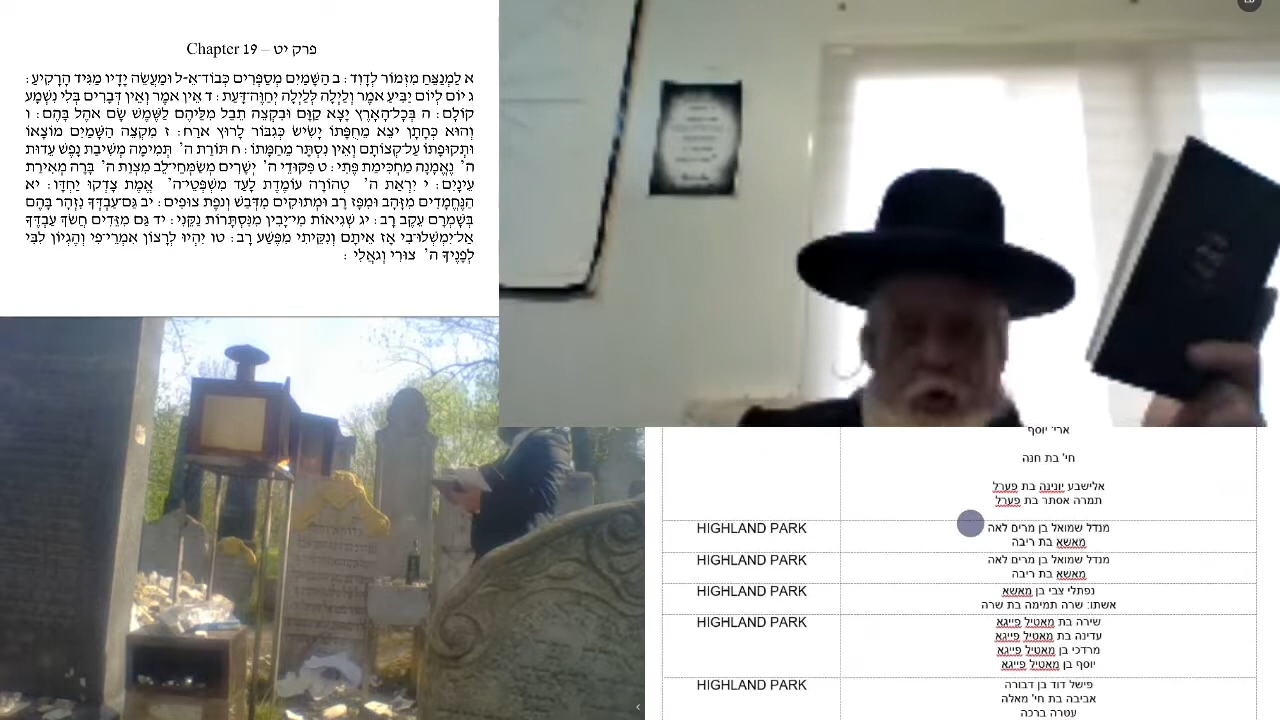 Chapter 19 – פרק יט
א לַמְנַצֵּחַ מִזְמוֹר לְדָוִד : ב הַשָּׁמַיִם מְסַפְּרִים כְּבוֹד־אֵ-ל וּמַעֲשֵׂה יָדָיו מַגִּיד הָרָקִיעַ :
ג יוֹם לְיוֹם יַבִּיעַ אֹמֶר וְלַיְלָה לְּלַיְלָה יְחַוֶּה־דָּעַת : ד אֵין אֹמֶר וְאֵין דְּבָרִים בְּלִי נִשְׁמָע
קוֹלָם : ה בְּכָל־הָאָרֶץ יָצָא קַוָּם וּבִקְצֵה תֵבֵל מִלֵּיהֶם לַשֶּׁמֶשׁ שָׂם אֹהֶל בָּהֶם : ו
וְהוּא כְּחָתָן יֹצֵא מֵחֻפָּתוֹ יָשִׂישׂ כְּגִבּוֹר לָרוּץ אֹרַח : ז מִקְצֵה הַשָּׁמַיִם מוֹצָאוֹ
וּתְקוּפָתוֹ עַל־קְצוֹתָם וְאֵין נִסְתָּר מֵחַמָּתוֹ : ח תּוֹרַת ה' תְּמִימָה מְשִׁיבַת נָפֶשׁ עֵדוּת
ה' נֶאֱמָנָה מַחְכִּימַת פֶּתִי : ט פִּקּוּדֵי ה' יְשָׁרִים מְשַׂמְּחֵי־לֵב מִצְוַת ה' בָּרָה מְאִירַת
עֵינָיִם : י יִרְאַת ה' טְהוֹרָה עוֹמֶדֶת לָעַד מִשְׁפְּטֵי־ה' אֱמֶת צָדְקוּ יַחְדָּו : יא
הַנֶּחֱמָדִים מִזָּהָב וּמִפַּז רָב וּמְתוּקִים מִדְּבַשׁ וְנֹפֶת צוּפִים : יב גַּם־עַבְדְּךָ נִזְהָר בָּהֶם
בְּשָׁמְרָם עֵקֶב רָב : יג שְׁגִיאוֹת מִי־יָבִין מִנִּסְתָּרוֹת נַקֵּנִי : יד גַּם מִזֵּדִים חֲשֹׂךְ עַבְדֶּךָ
אַל־יִמְשְׁלוּ־בִי אָז אֵיתָם וְנִקֵּיתִי מִפֶּשַׁע רָב : טו יִהְיוּ לְרָצוֹן אִמְרֵי־פִי וְהֶגְיוֹן לִבִּי
לְפָנֶיךָ ה' צוּרִי וְגֹאֲלִי :
ארי יוסף
חי' בת חנה
אלישבע יונינה בת פערל
תמרה אסתר בת פערל
HIGHLAND PARK
מנדל שמואל בן מרים לאה
מאשא בת ריבה
HIGHLAND PARK
מנדל שמואל בן מרים לאה
מאשא בת ריבה
HIGHLAND PARK
נפתלי צבי בן מאשא
אשתו: שרה תמימה בת שרה
HIGHLAND PARK
שירה בת מאטיל פייגא
עדינה בת מאטיל פייגא
מרדכי בן מאטיל פייגא
יוסף בן מאטיל פייגא
HIGHLAND PARK
פישל דוד בן דבורה
אביבה בת חי' מאלה
עטרה ברכה